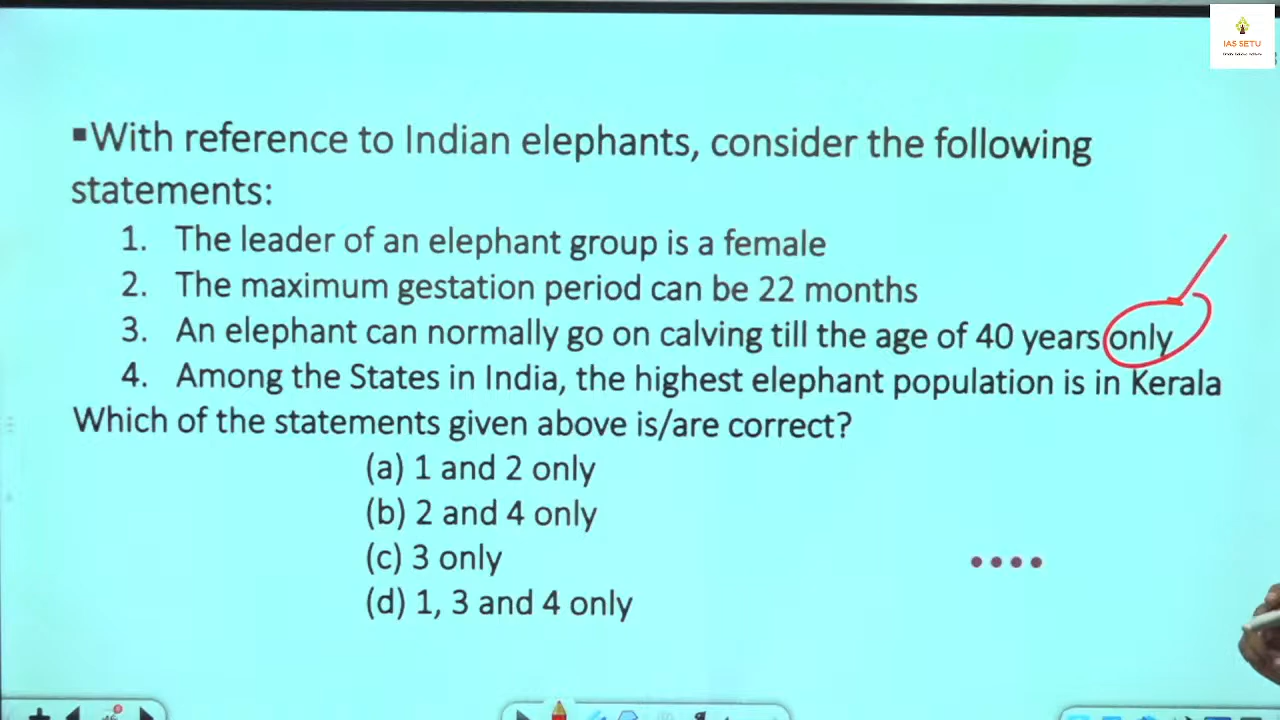 IAS SETU
▪With reference to Indian elephants, consider the following
statements:
1. The leader of an elephant group is a female
2. The maximum gestation period can be 22 months
3. An elephant can normally go on calving till the age of 40 years only
4. Among the States in India, the highest elephant population is in Kerala
Which of the statements given above is/are correct?
(a) 1 and 2 only
(b) 2 and 4 only
(c) 3 only
(d) 1, 3 and 4 only